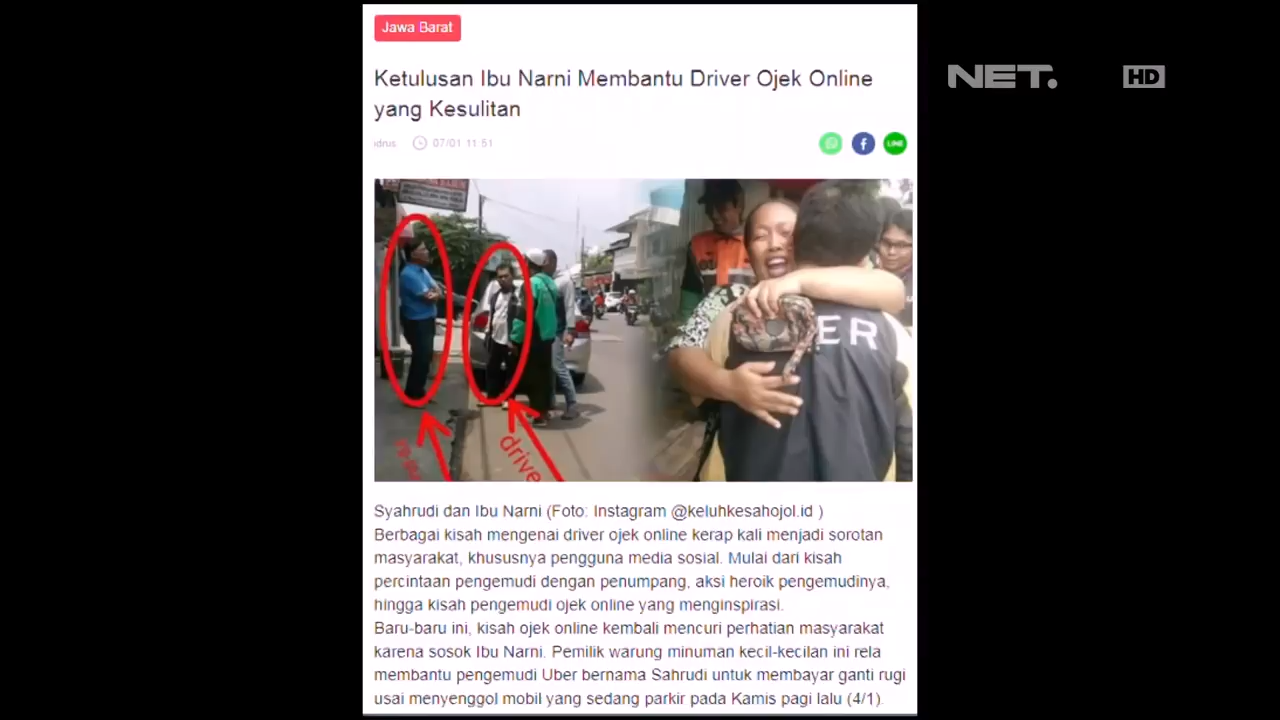 Jawa Barat
NET.
HD
Ketulusan Ibu Narni Membantu Driver Ojek Online
yang Kesulitan
idrus 07/01 11:51
LINE
ER
driver
Syahrudi dan Ibu Narni (Foto: Instagram @keluhkesahojol.id )
Berbagai kisah mengenai driver ojek online kerap kali menjadi sorotan
masyarakat, khususnya pengguna media sosial. Mulai dari kisah
percintaan pengemudi dengan penumpang, aksi heroik pengemudinya,
hingga kisah pengemudi ojek online yang menginspirasi.
Baru-baru ini, kisah ojek online kembali mencuri perhatian masyarakat
karena sosok Ibu Narni. Pemilik warung minuman kecil-kecilan ini rela
membantu pengemudi Uber bernama Sahrudi untuk membayar ganti rugi
usai menyenggol mobil yang sedang parkir pada Kamis pagi lalu (4/1).